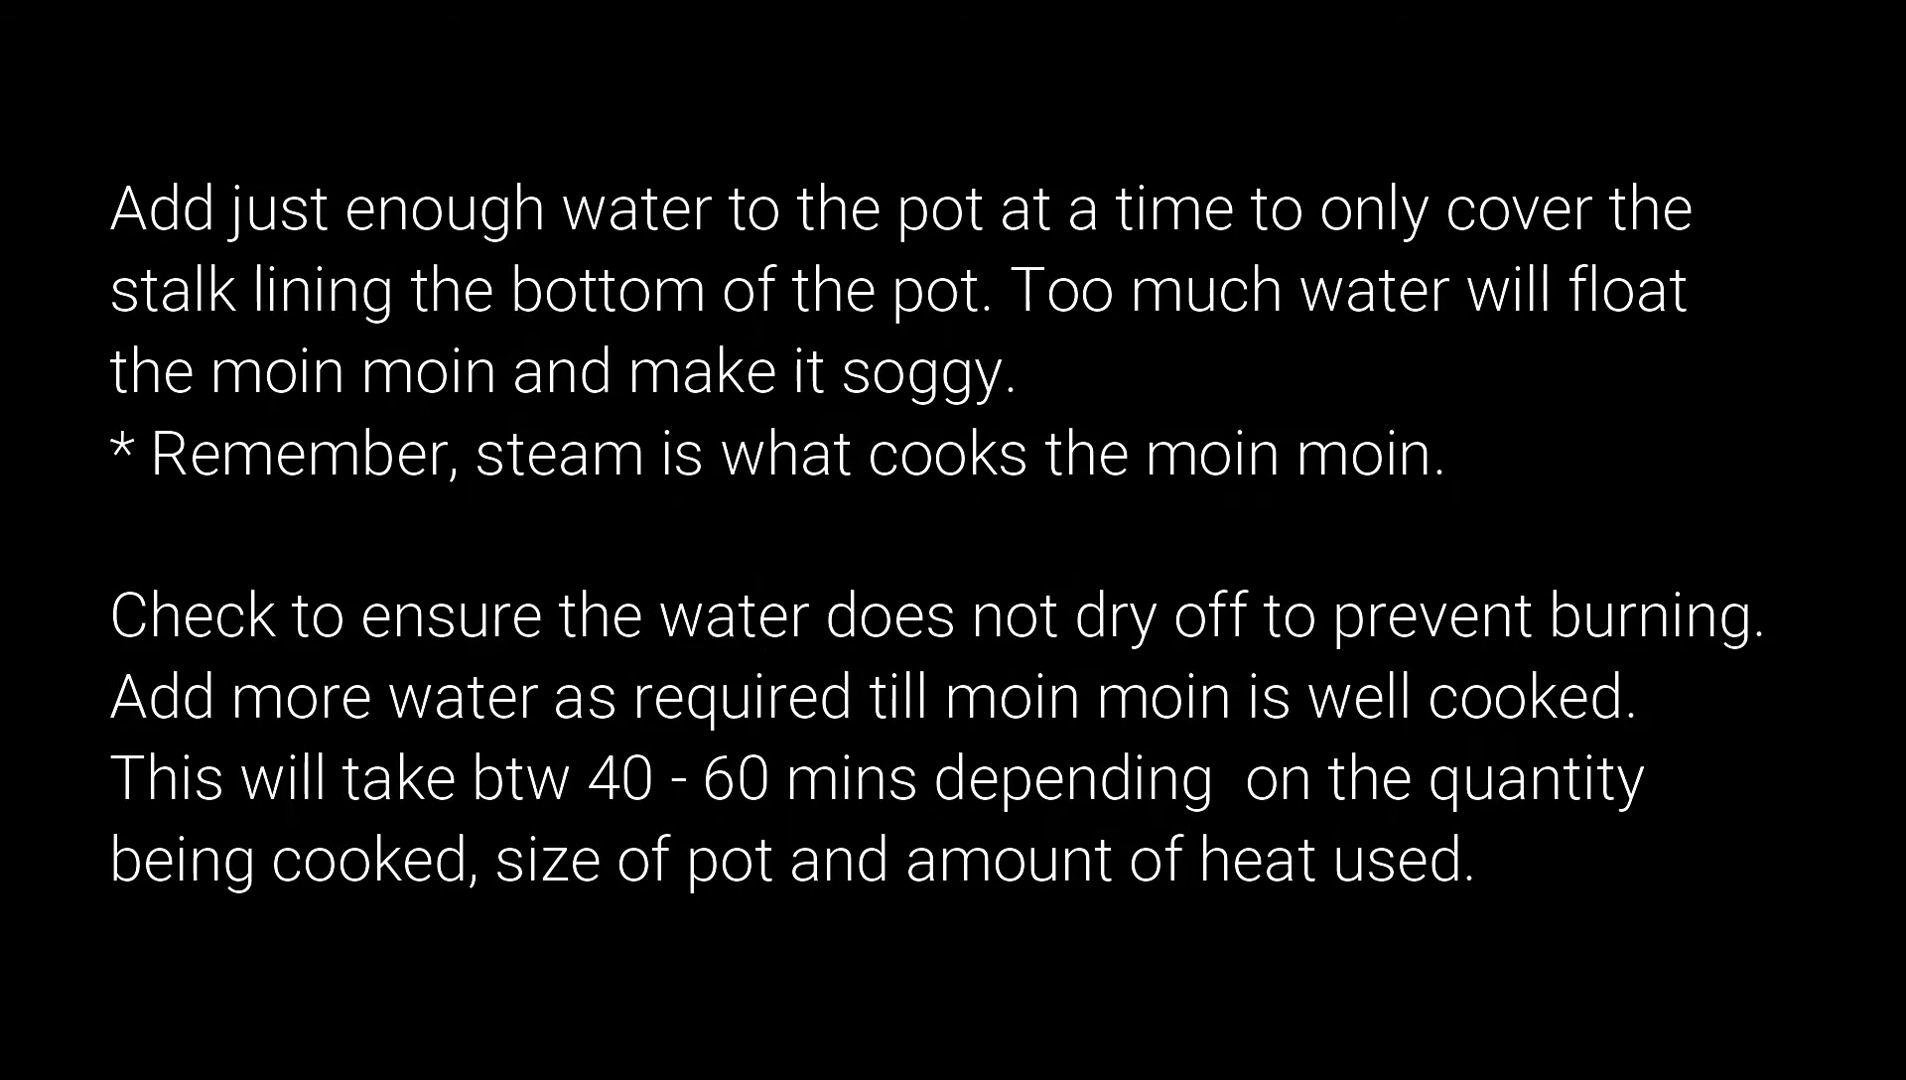 Add just enough water to the pot at a time to only cover the
stalk lining the bottom of the pot. Too much water will float
the moin moin and make it soggy.
* Remember, steam is what cooks the moin moin.
Check to ensure the water does not dry off to prevent burning.
Add more water as required till moin moin is well cooked.
This will take btw 40 - 60 mins depending  on the quantity
being cooked, size of pot and amount of heat used.